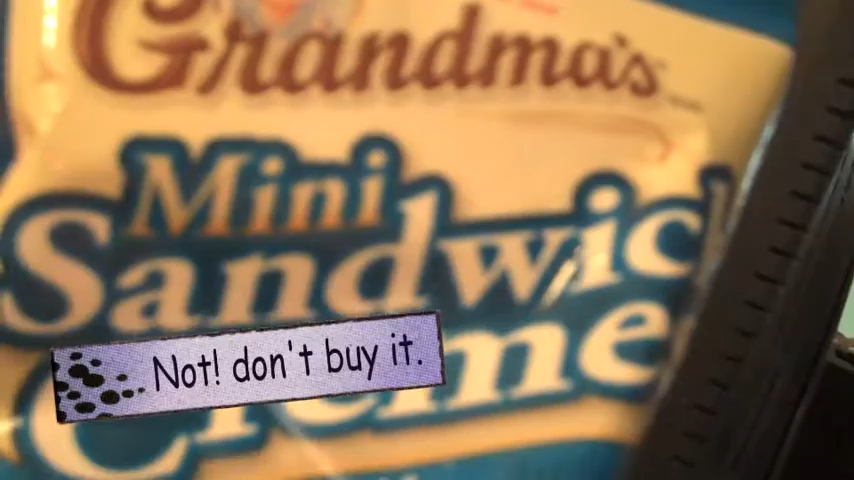 Grandma's
Mini
Sandwic
Not! don't buy it.
Creme